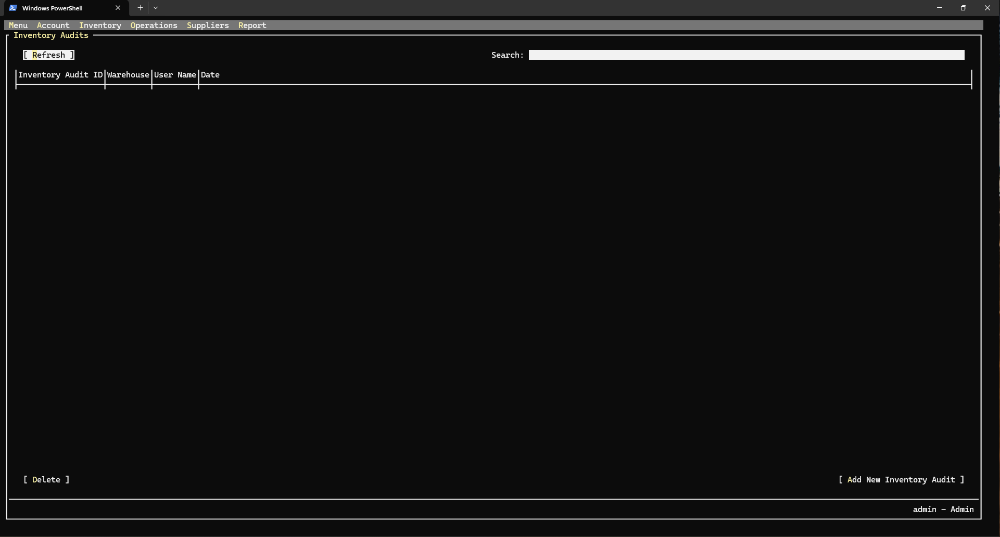 Windows PowerShell
Menu Account Inventory Operations Suppliers Report
Inventory Audits
[ Refresh ] Search:
Inventory Audit ID Warehouse User Name Date
[ Delete ] [ Add New Inventory Audit ]
admin - Admin